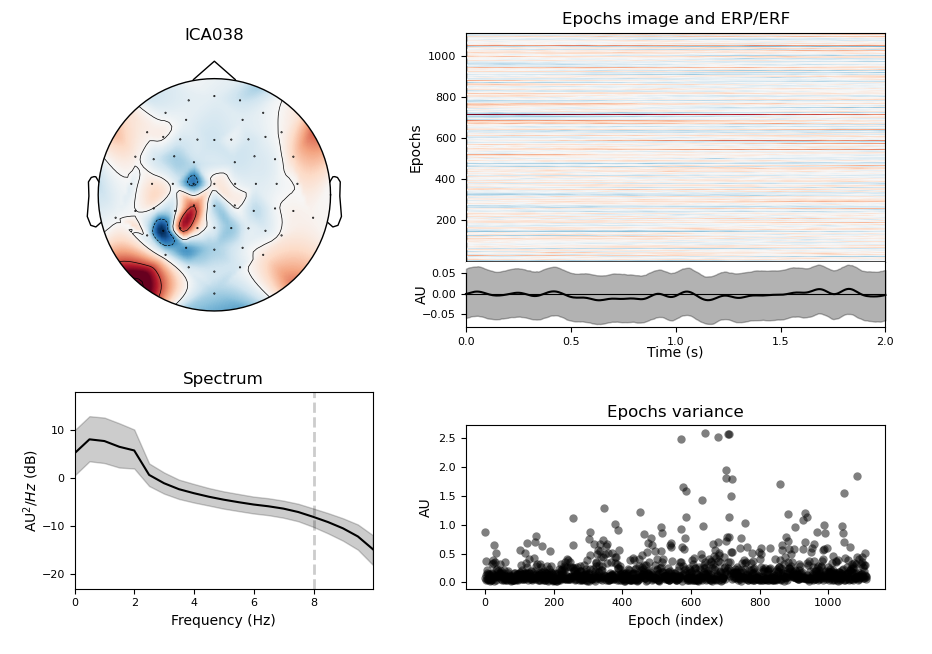 ICA038
Epochs image and ERP/ERF
Epochs
1000
800
600
400
200
AU
0.05
0.00
−0.05
0.0 0.5 1.0 1.5 2.0
Time (s)
Spectrum
AU²/Hz (dB)
10
0
−10
−20
0 2 4 6 8
Frequency (Hz)
Epochs variance
AU
2.5
2.0
1.5
1.0
0.5
0.0
0 200 400 600 800 1000
Epoch (index)